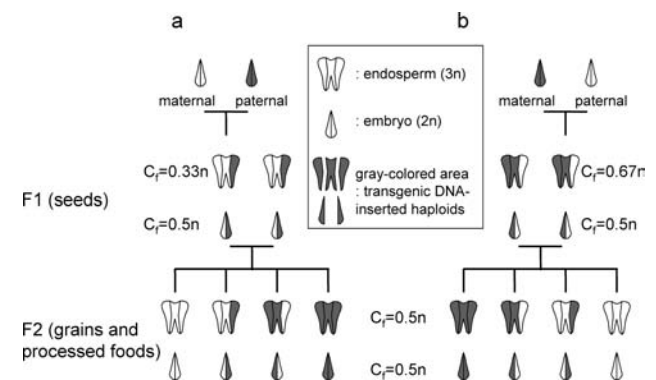 a
b
maternal paternal
: endosperm (3n)
: embryo (2n)
gray-colored area
: transgenic DNA-
inserted haploids
maternal paternal
F1 (seeds)
Cf=0.33n
Cf=0.67n
Cf=0.5n
Cf=0.5n
F2 (grains and
processed foods)
Cf=0.5n
Cf=0.5n